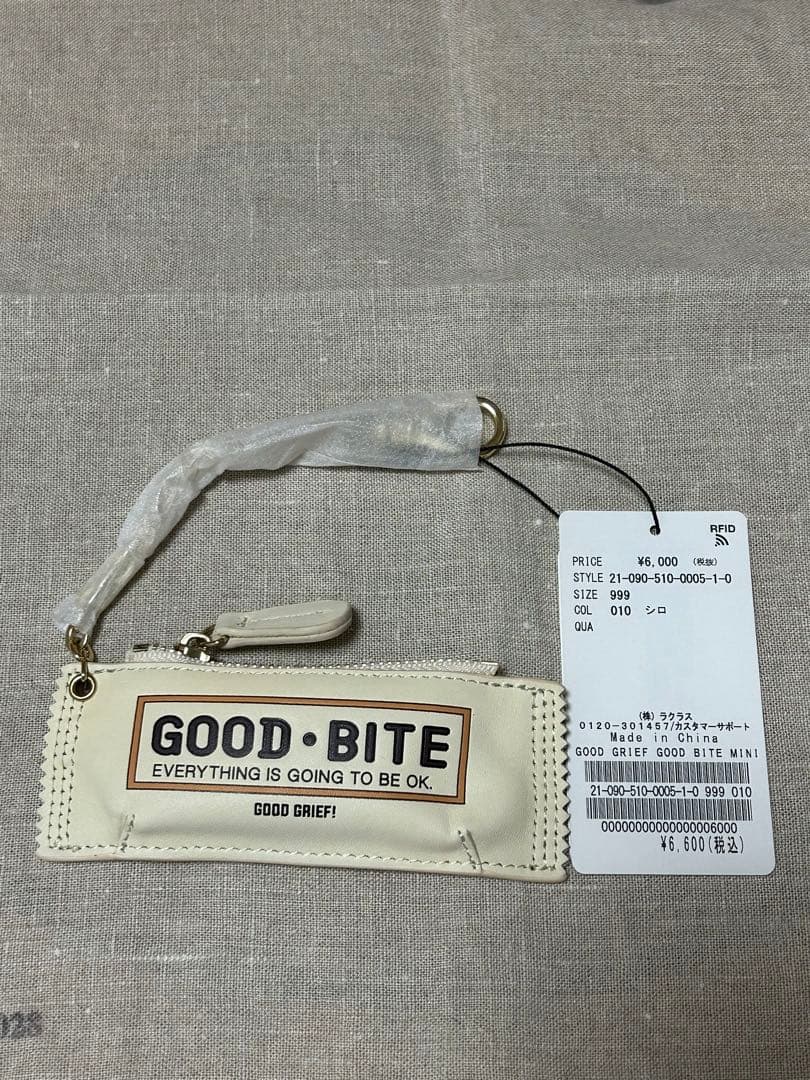 GOOD•BITE
EVERYTHING IS GOING TO BE OK.
GOOD GRIEF!
RFID
PRICE ¥6,000 (税抜)
STYLE 21-090-510-0005-1-0
SIZE 999
COL 010 シロ
QUA
(株)ラクラス
0120-301457/カスタマーサポート
Made in China
GOOD GRIEF GOOD BITE MINI
21-090-510-0005-1-0 999 010
00000000000000006000
¥6,600(税込)